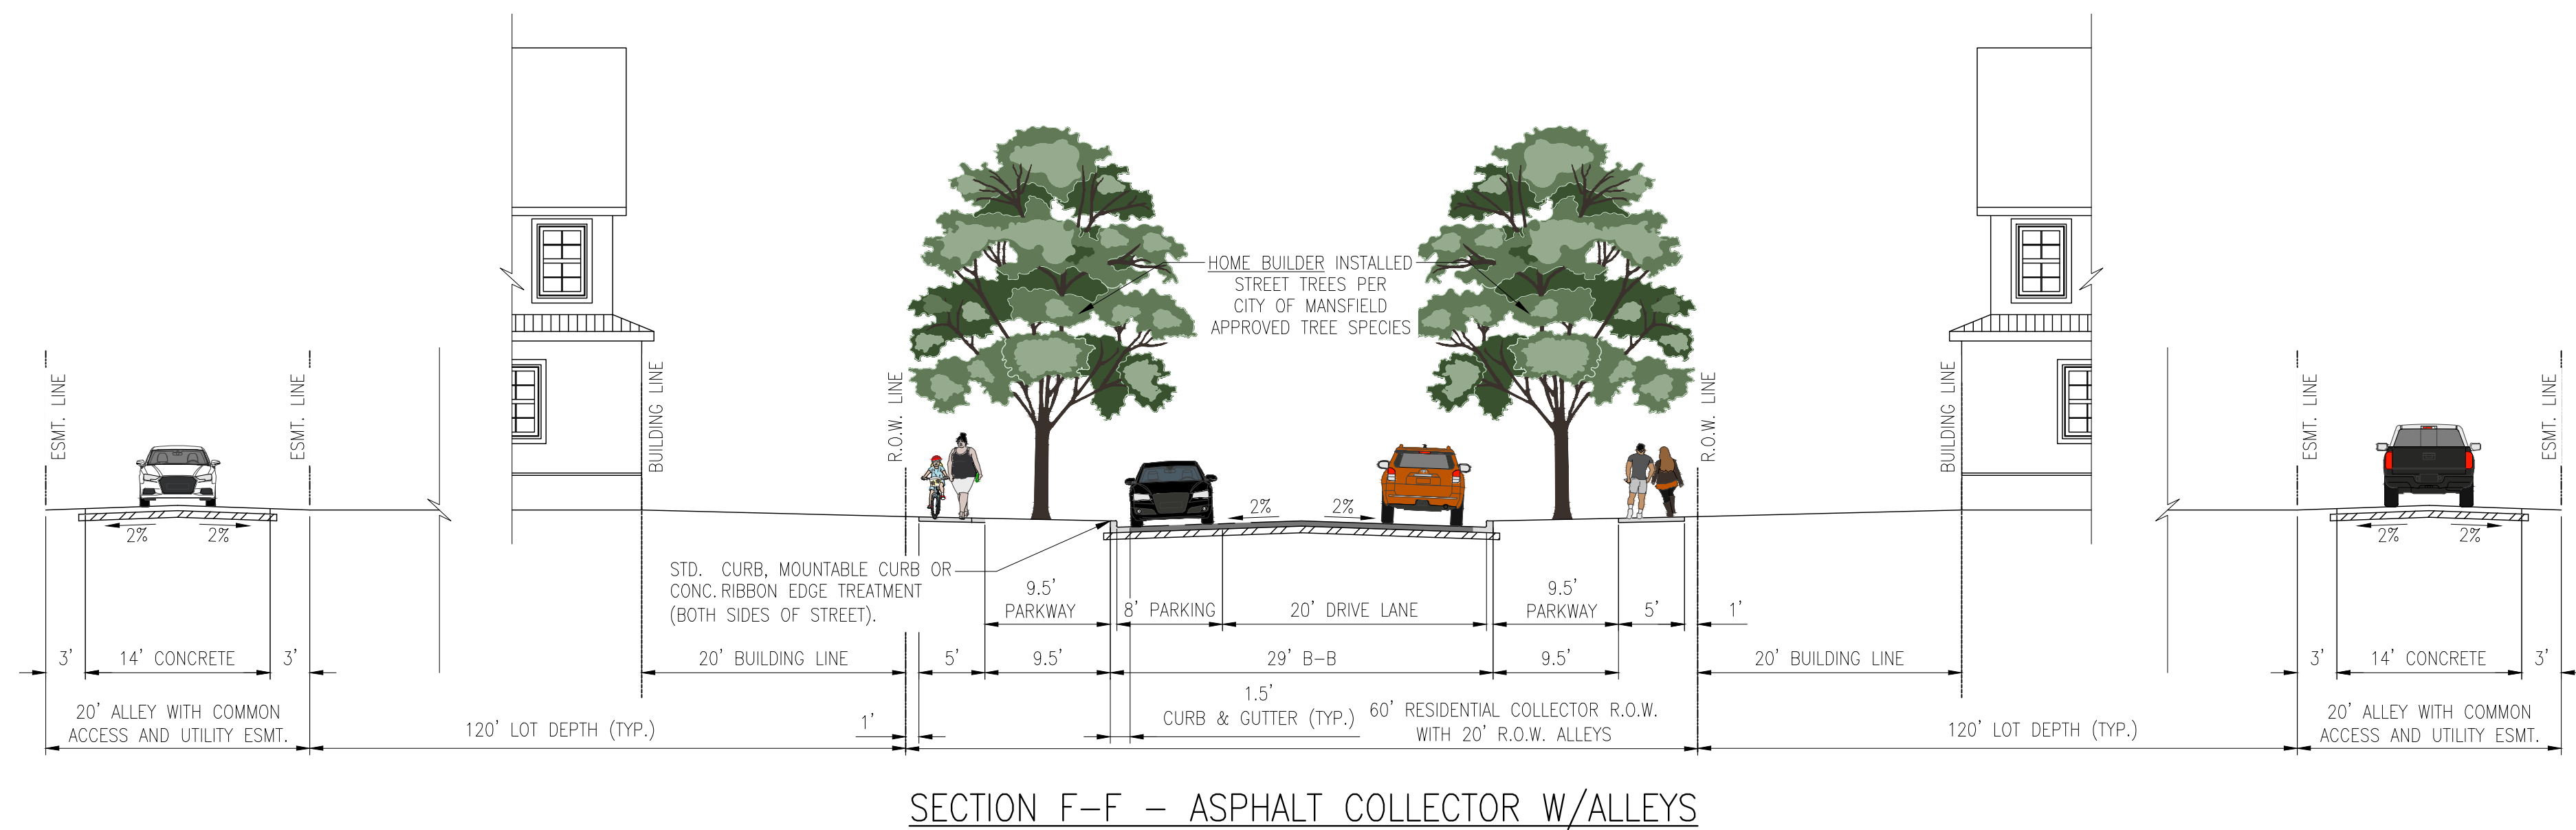 HOME BUILDER INSTALLED
STREET TREES PER
CITY OF MANSFIELD
APPROVED TREE SPECIES
ESMT. LINE
ESMT. LINE
BUILDING LINE
R.O.W. LINE
R.O.W. LINE
BUILDING LINE
ESMT. LINE
ESMT. LINE
2%
2%
2%
2%
2%
2%
STD. CURB, MOUNTABLE CURB OR
CONC. RIBBON EDGE TREATMENT
(BOTH SIDES OF STREET).
9.5'
PARKWAY
8' PARKING
20' DRIVE LANE
9.5'
PARKWAY
5'
1'
3'
14' CONCRETE
3'
20' BUILDING LINE
5'
9.5'
29' B-B
9.5'
20' BUILDING LINE
3'
14' CONCRETE
3'
20' ALLEY WITH COMMON
ACCESS AND UTILITY ESMT.
120' LOT DEPTH (TYP.)
1'
1.5'
CURB & GUTTER (TYP.)
60' RESIDENTIAL COLLECTOR R.O.W.
WITH 20' R.O.W. ALLEYS
120' LOT DEPTH (TYP.)
20' ALLEY WITH COMMON
ACCESS AND UTILITY ESMT.
SECTION F-F - ASPHALT COLLECTOR W/ALLEYS